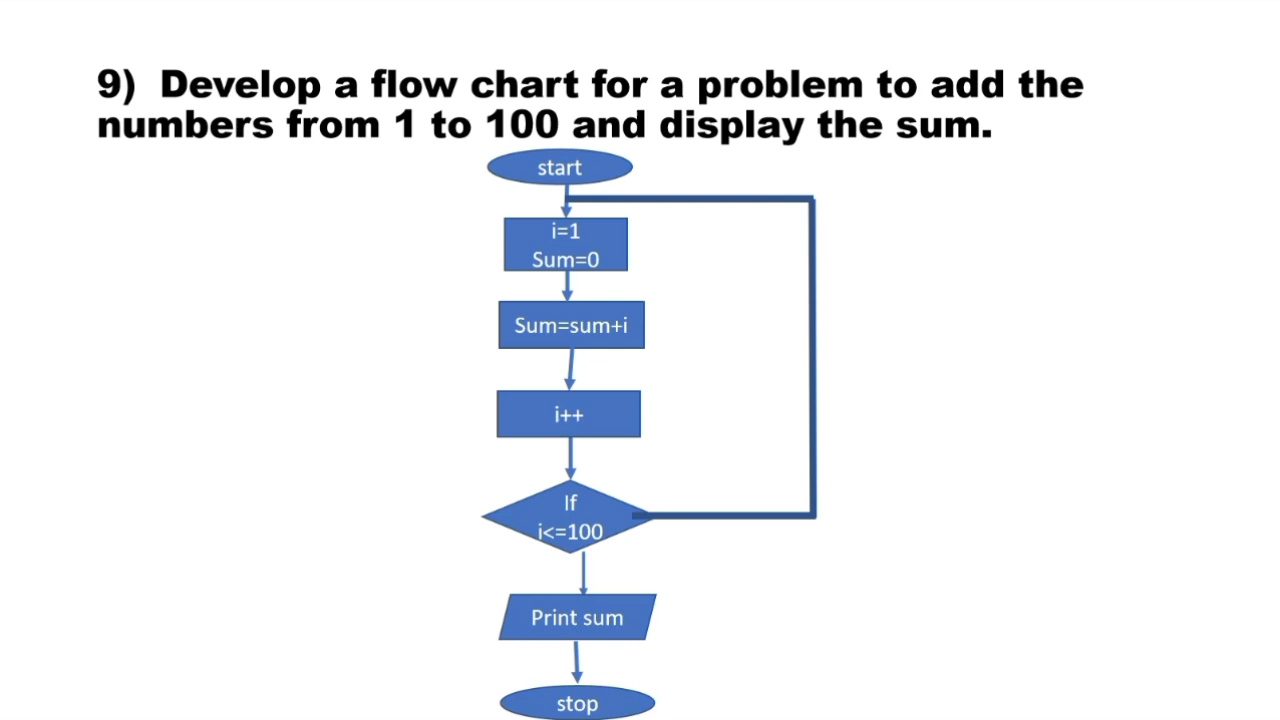 9) Develop a flow chart for a problem to add the
numbers from 1 to 100 and display the sum.
start
i=1
Sum=0
Sum=sum+i
i++
If
i<=100
Print sum
stop